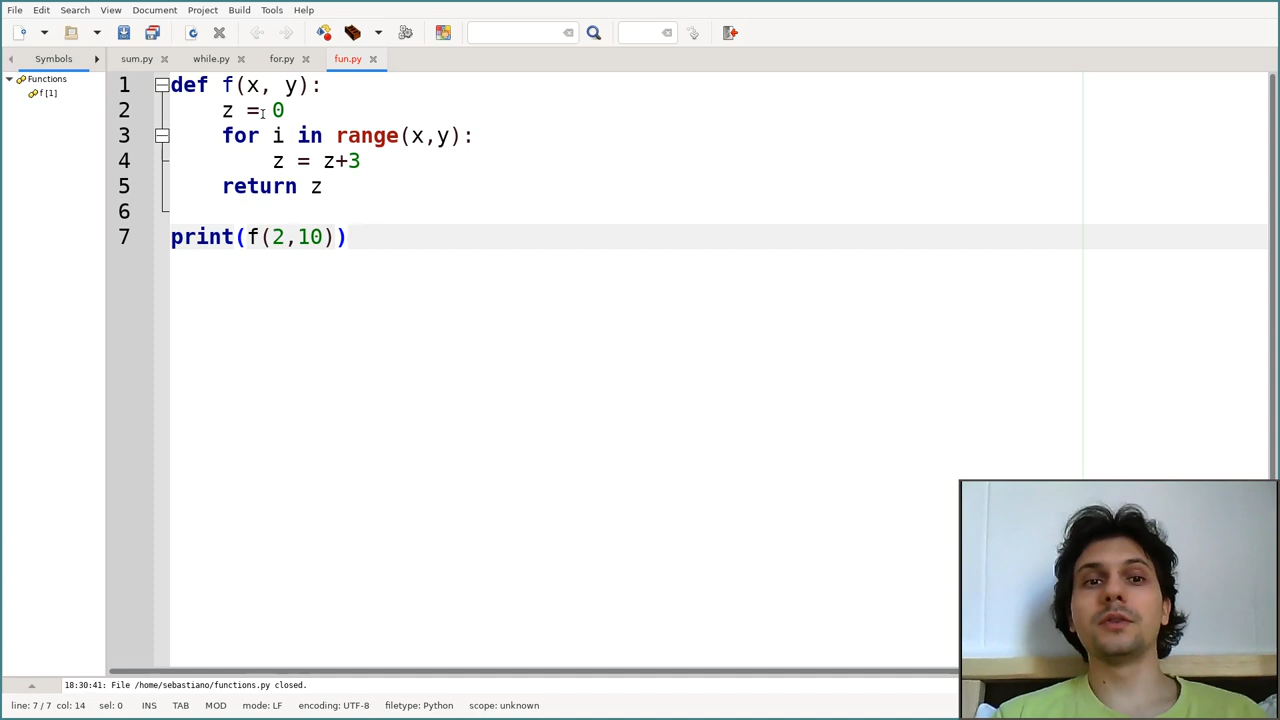 File Edit Search View Document Project Build Tools Help
Symbols sum.py while.py for.py fun.py
Functions
f [1]
1 def f(x, y):
2     z = 0
3     for i in range(x,y):
4         z = z+3
5     return z
6
7 print(f(2,10))
18:30:41: File /home/sebastiano/functions.py closed.
line: 7 / 7 col: 14 sel: 0 INS TAB MOD mode: LF encoding: UTF-8 filetype: Python scope: unknown